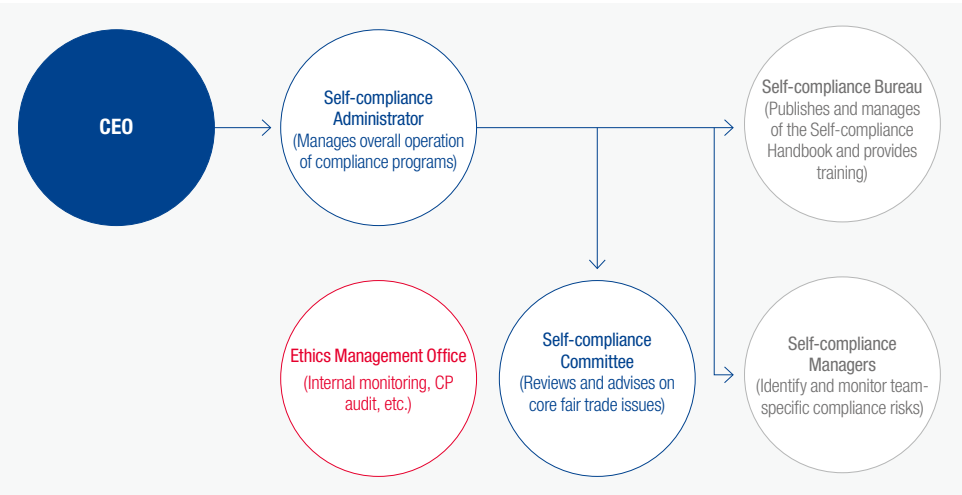 CEO
Self-compliance
Administrator
(Manages overall operation
of compliance programs)
Self-compliance Bureau
(Publishes and manages
of the Self-compliance
Handbook and provides
training)
Ethics Management Office
(Internal monitoring, CP
audit, etc.)
Self-compliance
Committee
(Reviews and advises on
core fair trade issues)
Self-compliance
Managers
(Identify and monitor team-
specific compliance risks)